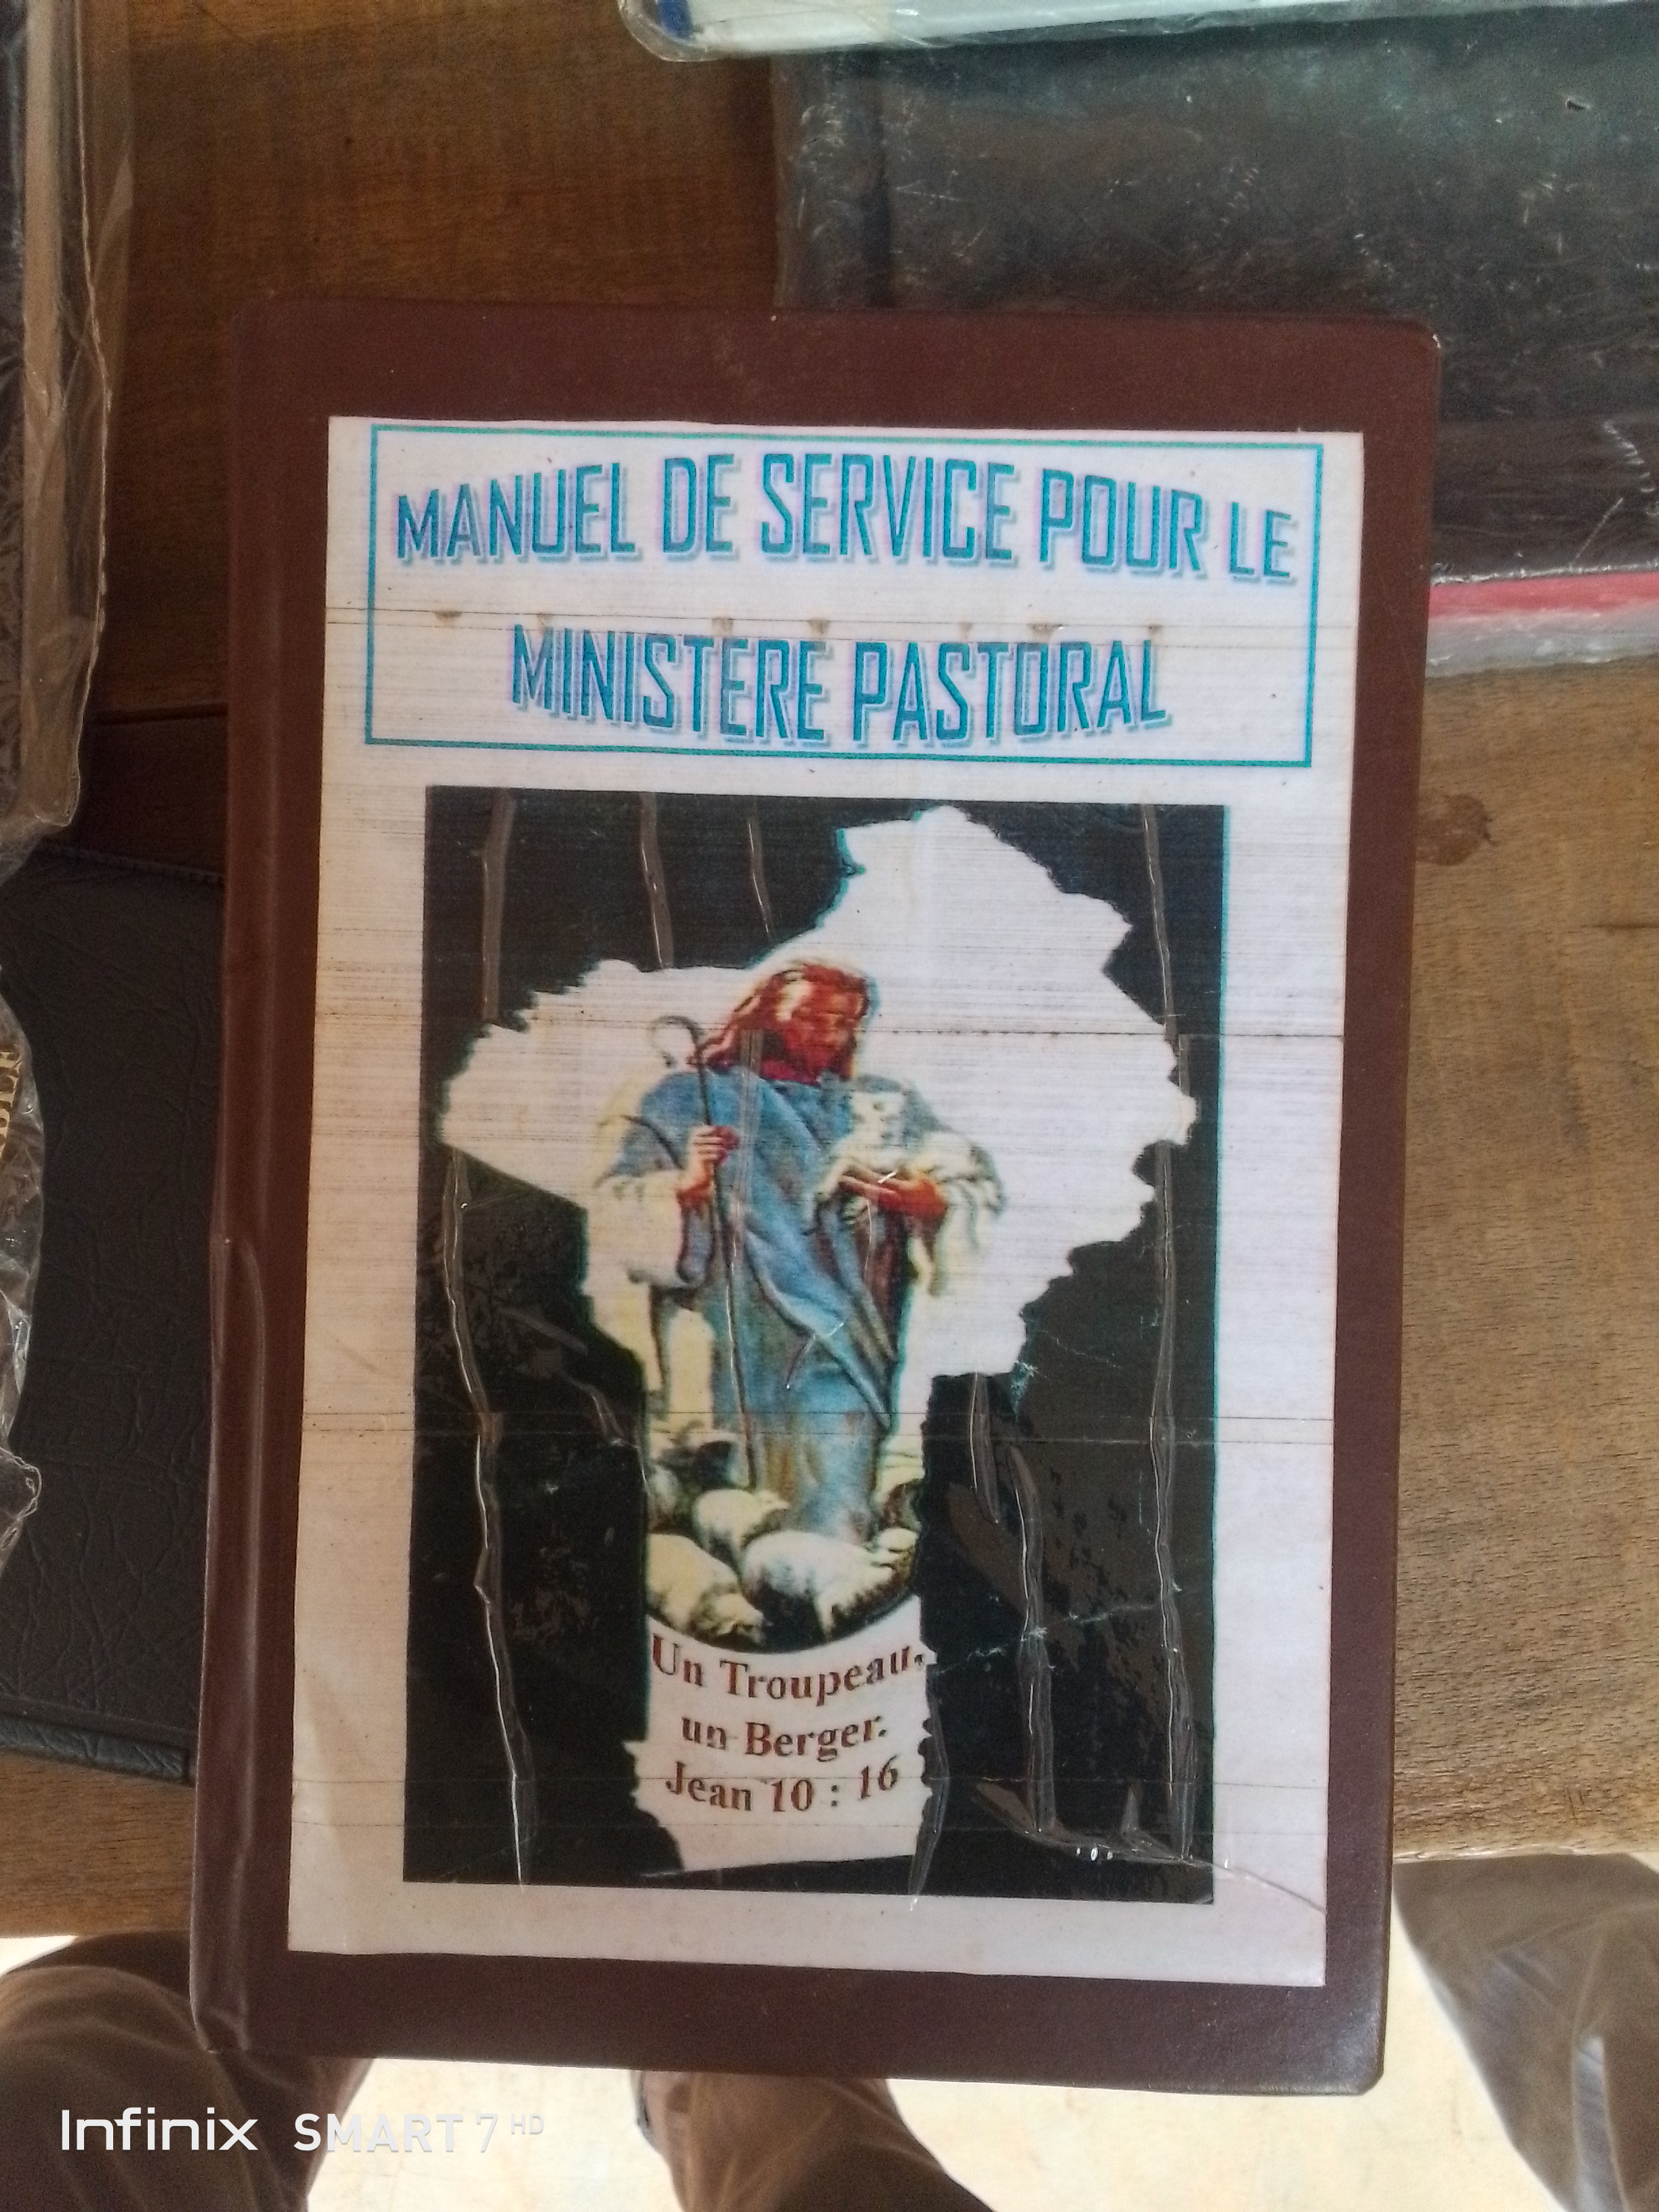 MANUEL DE SERVICE POUR LE
MINISTERE PASTORAL
Un Troupeau,
un Berger.
Jean 10 : 16
Infinix SMART 7 HD